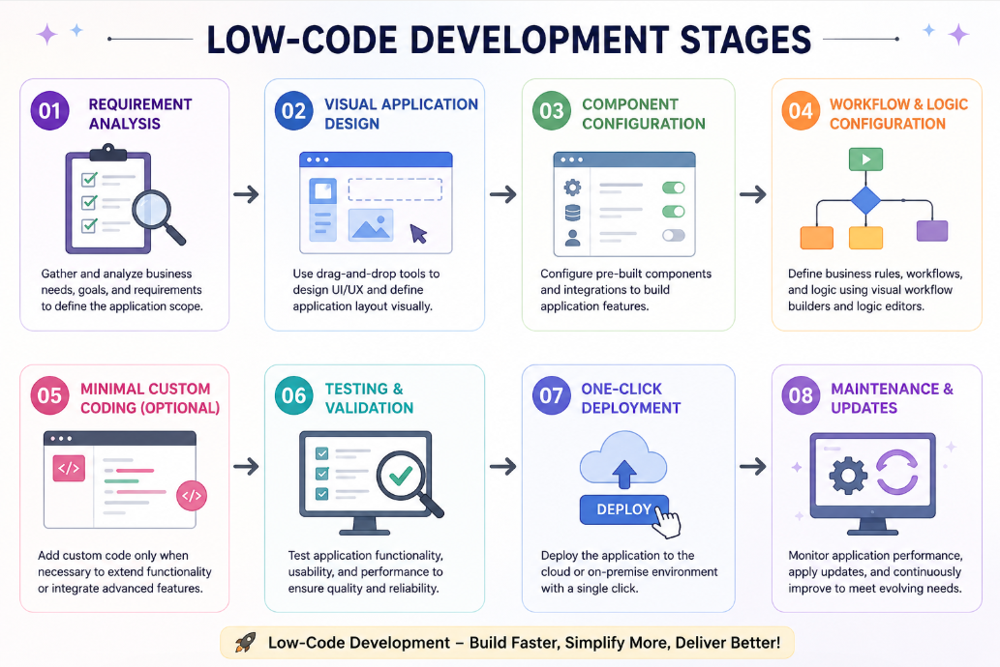 LOW-CODE DEVELOPMENT STAGES
01
REQUIREMENT
ANALYSIS
Gather and analyze business
needs, goals, and requirements
to define the application scope.
02
VISUAL APPLICATION
DESIGN
Use drag-and-drop tools to
design UI/UX and define
application layout visually.
03
COMPONENT
CONFIGURATION
Configure pre-built components
and integrations to build
application features.
04
WORKFLOW & LOGIC
CONFIGURATION
Define business rules, workflows,
and logic using visual workflow
builders and logic editors.
05
MINIMAL CUSTOM
CODING (OPTIONAL)
</>
</>
Add custom code only when
necessary to extend functionality
or integrate advanced features.
06
TESTING &
VALIDATION
Test application functionality,
usability, and performance to
ensure quality and reliability.
07
ONE-CLICK
DEPLOYMENT
DEPLOY
Deploy the application to the
cloud or on-premise environment
with a single click.
08
MAINTENANCE &
UPDATES
Monitor application performance,
apply updates, and continuously
improve to meet evolving needs.
Low-Code Development – Build Faster, Simplify More, Deliver Better!